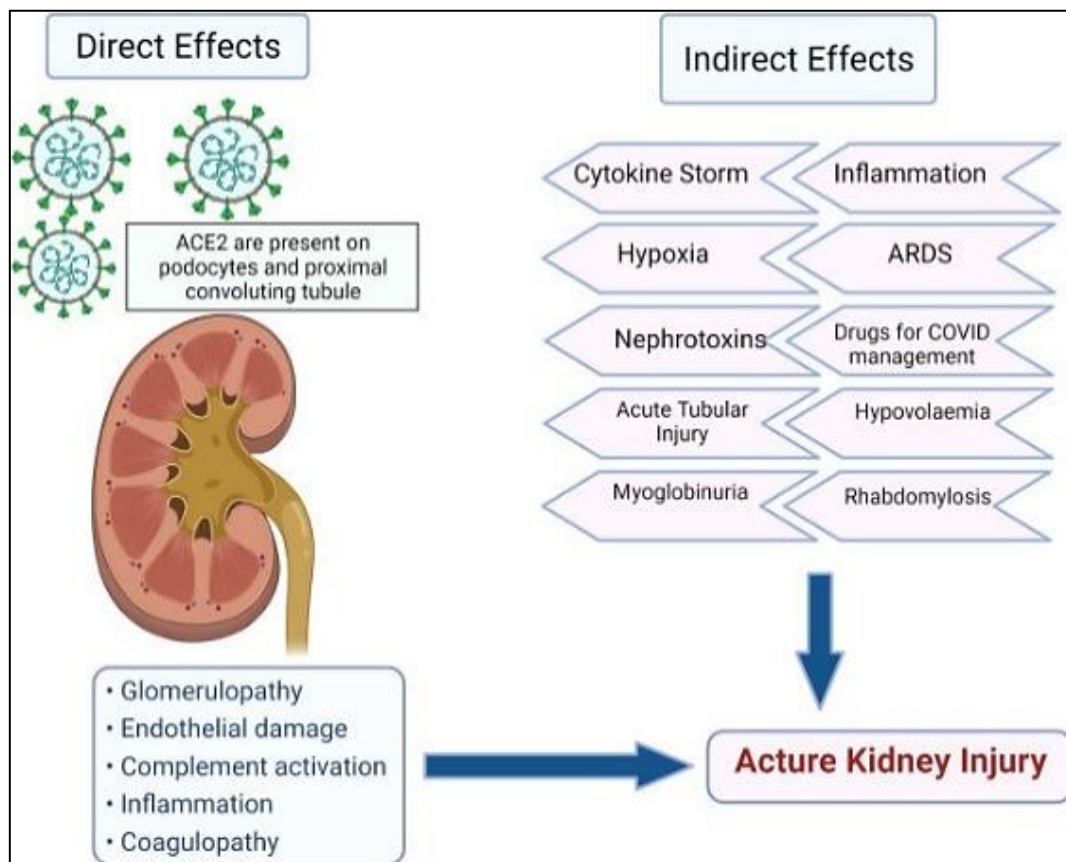 Direct Effects
ACE2 are present on
podocytes and proximal
convoluting tubule
• Glomerulopathy
• Endothelial damage
• Complement activation
• Inflammation
• Coagulopathy
Indirect Effects
Cytokine Storm
Inflammation
Hypoxia
ARDS
Nephrotoxins
Drugs for COVID
management
Acute Tubular
Injury
Hypovolaemia
Myoglobinuria
Rhabdomylosis
Acture Kidney Injury